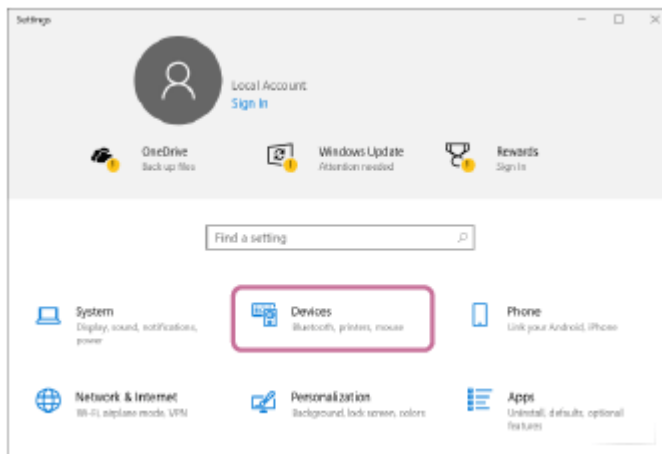 Settings
Local Account
Sign In
OneDrive
Back up files
Windows Update
Attention needed
Rewards
Sign In
Find a setting
System
Display, sound, notifications,
power
Devices
Bluetooth, printers, mouse
Phone
Link your Android, iPhone
Network & Internet
Wi-Fi, airplane mode, VPN
Personalization
Background, lock screen, colors
Apps
Uninstall, defaults, optional
features